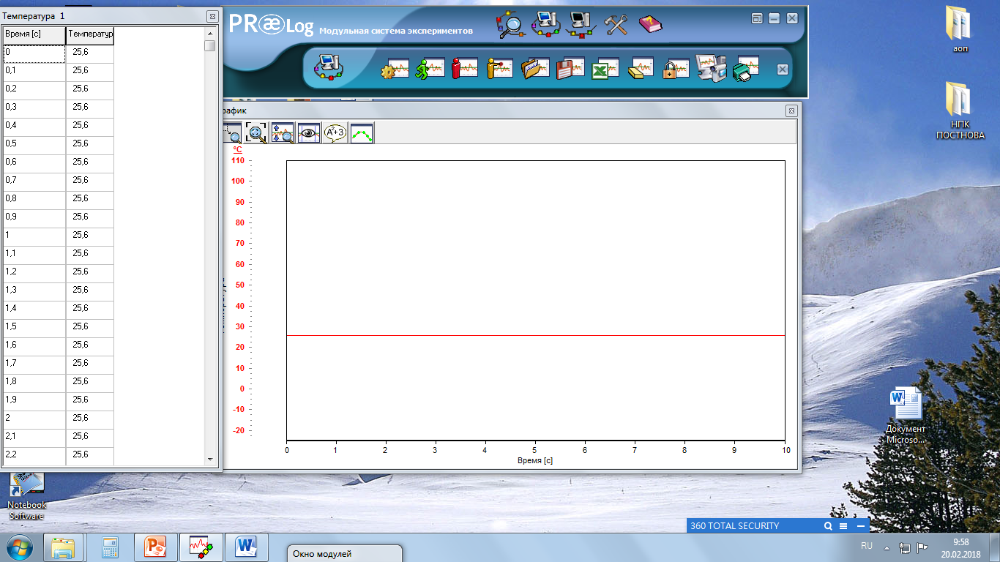 Температура 1
Время [с] Температур
0 25,6
0,1 25,6
0,2 25,6
0,3 25,6
0,4 25,6
0,5 25,6
0,6 25,6
0,7 25,6
0,8 25,6
0,9 25,6
1 25,6
1,1 25,6
1,2 25,6
1,3 25,6
1,4 25,6
1,5 25,6
1,6 25,6
1,7 25,6
1,8 25,6
1,9 25,6
2 25,6
2,1 25,6
2,2 25,6
PRæLog Модульная система экспериментов
рафик
A²+3
°C
110
100
90
80
70
60
50
40
30
20
10
0
-10
-20
0 1 2 3 4 5 6 7 8 9 10
Время [с]
аоп
НПК
ПОСТНОВА
Документ
Microso...
Notebook
Software
360 TOTAL SECURITY
Окно модулей
RU
9:58
20.02.2018